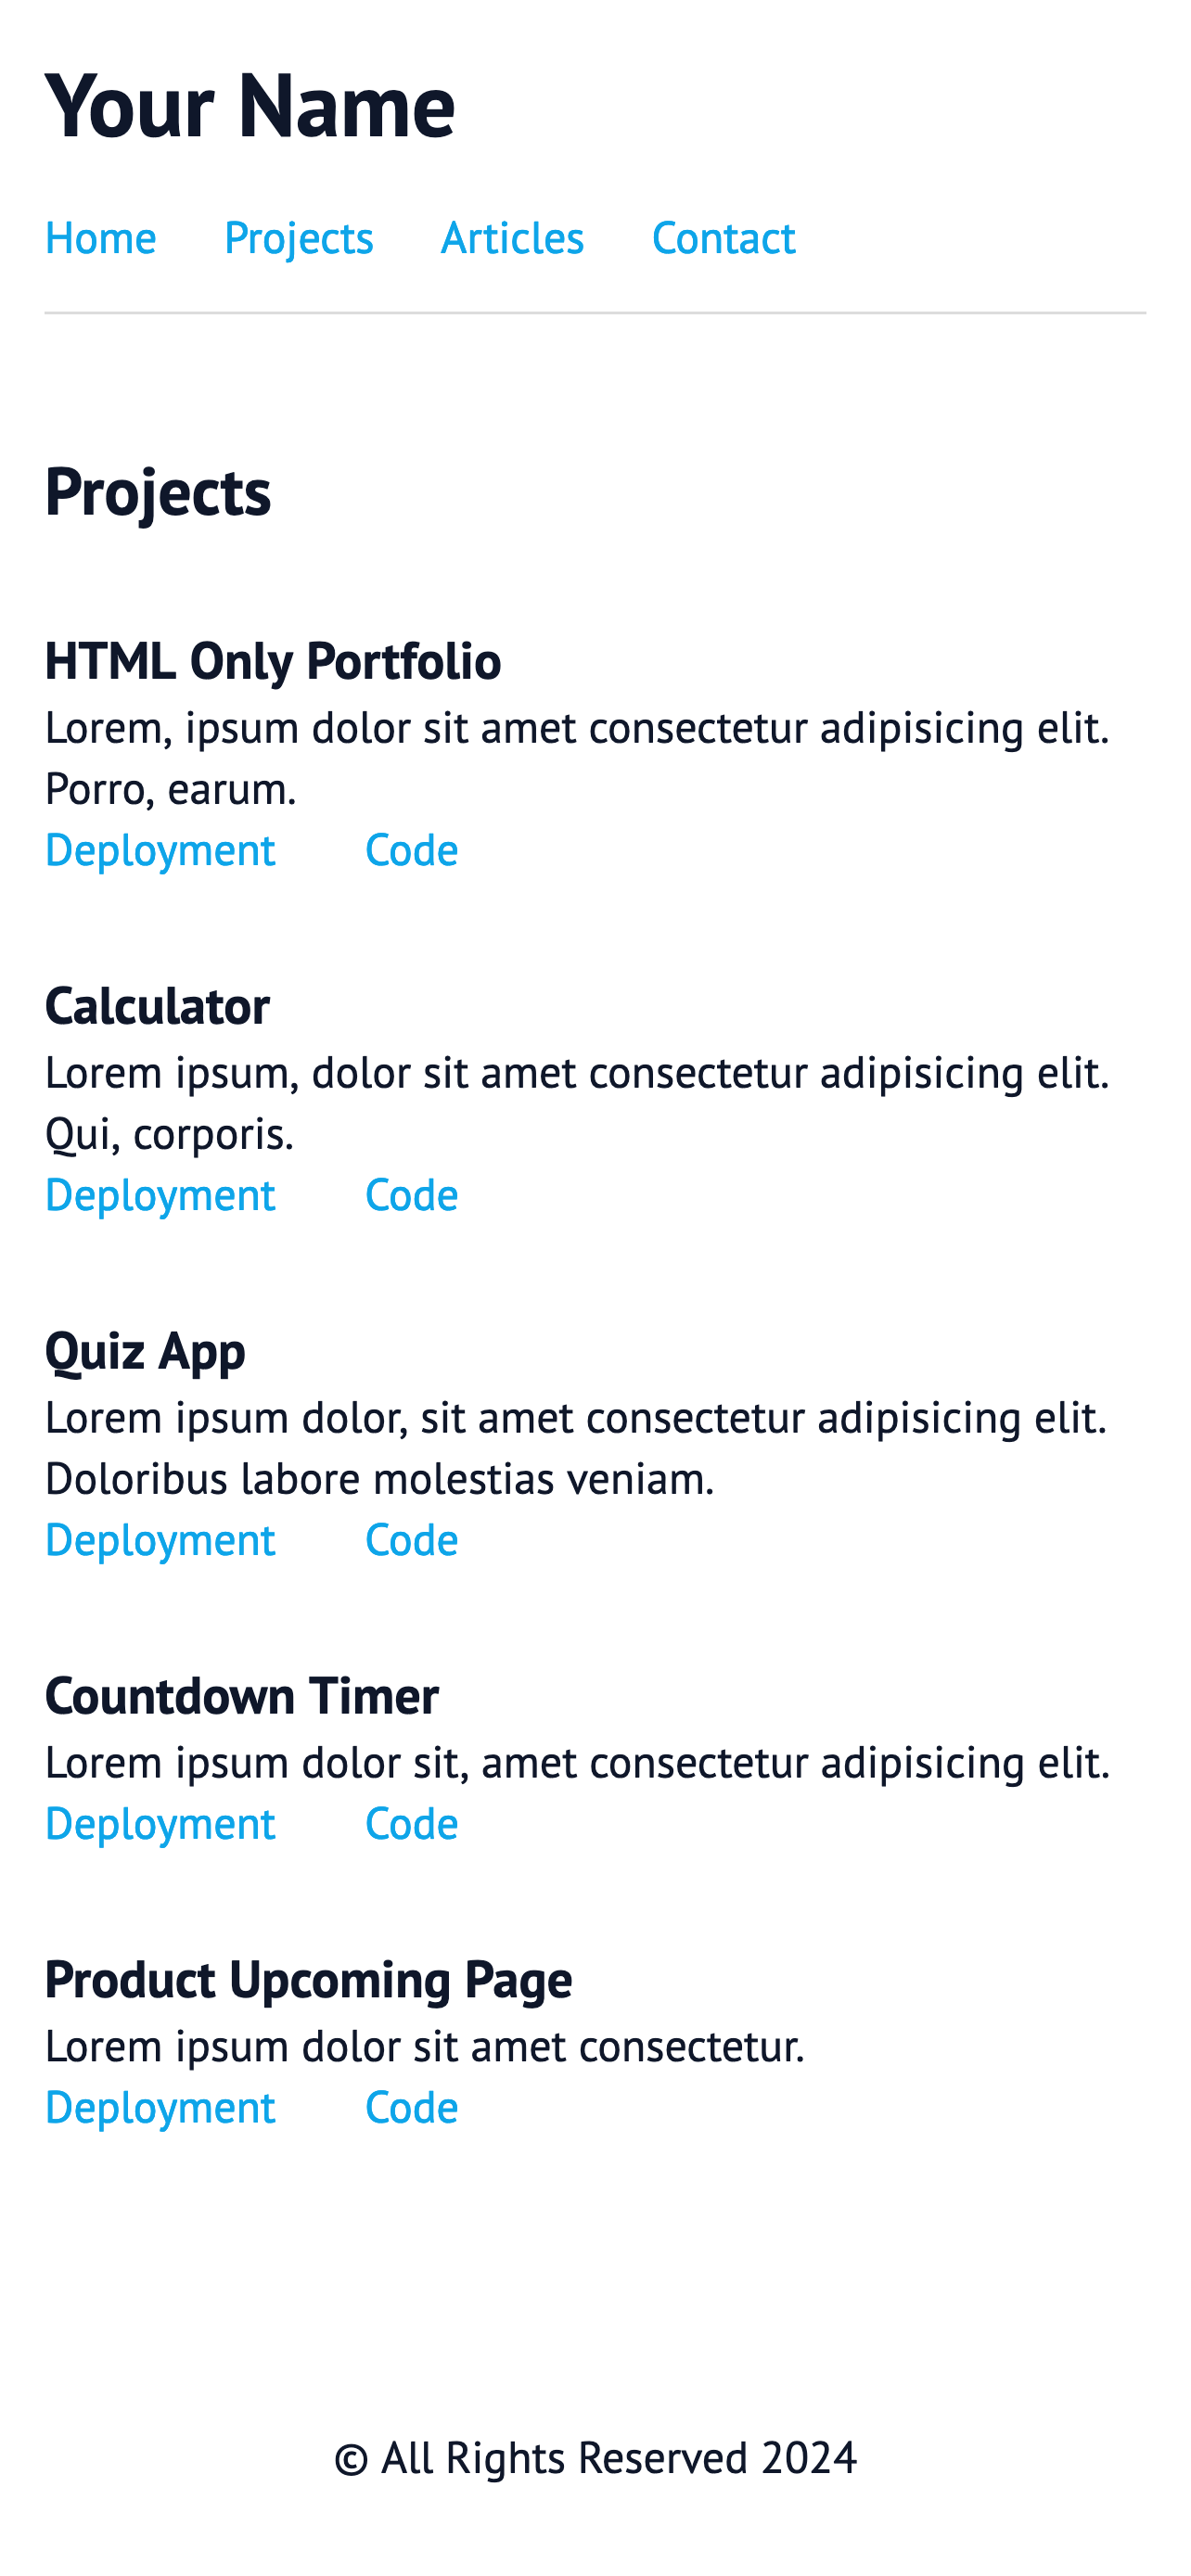 Your Name
Home Projects Articles Contact
Projects
HTML Only Portfolio
Lorem, ipsum dolor sit amet consectetur adipisicing elit.
Porro, earum.
Deployment Code
Calculator
Lorem ipsum, dolor sit amet consectetur adipisicing elit.
Qui, corporis.
Deployment Code
Quiz App
Lorem ipsum dolor, sit amet consectetur adipisicing elit.
Doloribus labore molestias veniam.
Deployment Code
Countdown Timer
Lorem ipsum dolor sit, amet consectetur adipisicing elit.
Deployment Code
Product Upcoming Page
Lorem ipsum dolor sit amet consectetur.
Deployment Code
© All Rights Reserved 2024